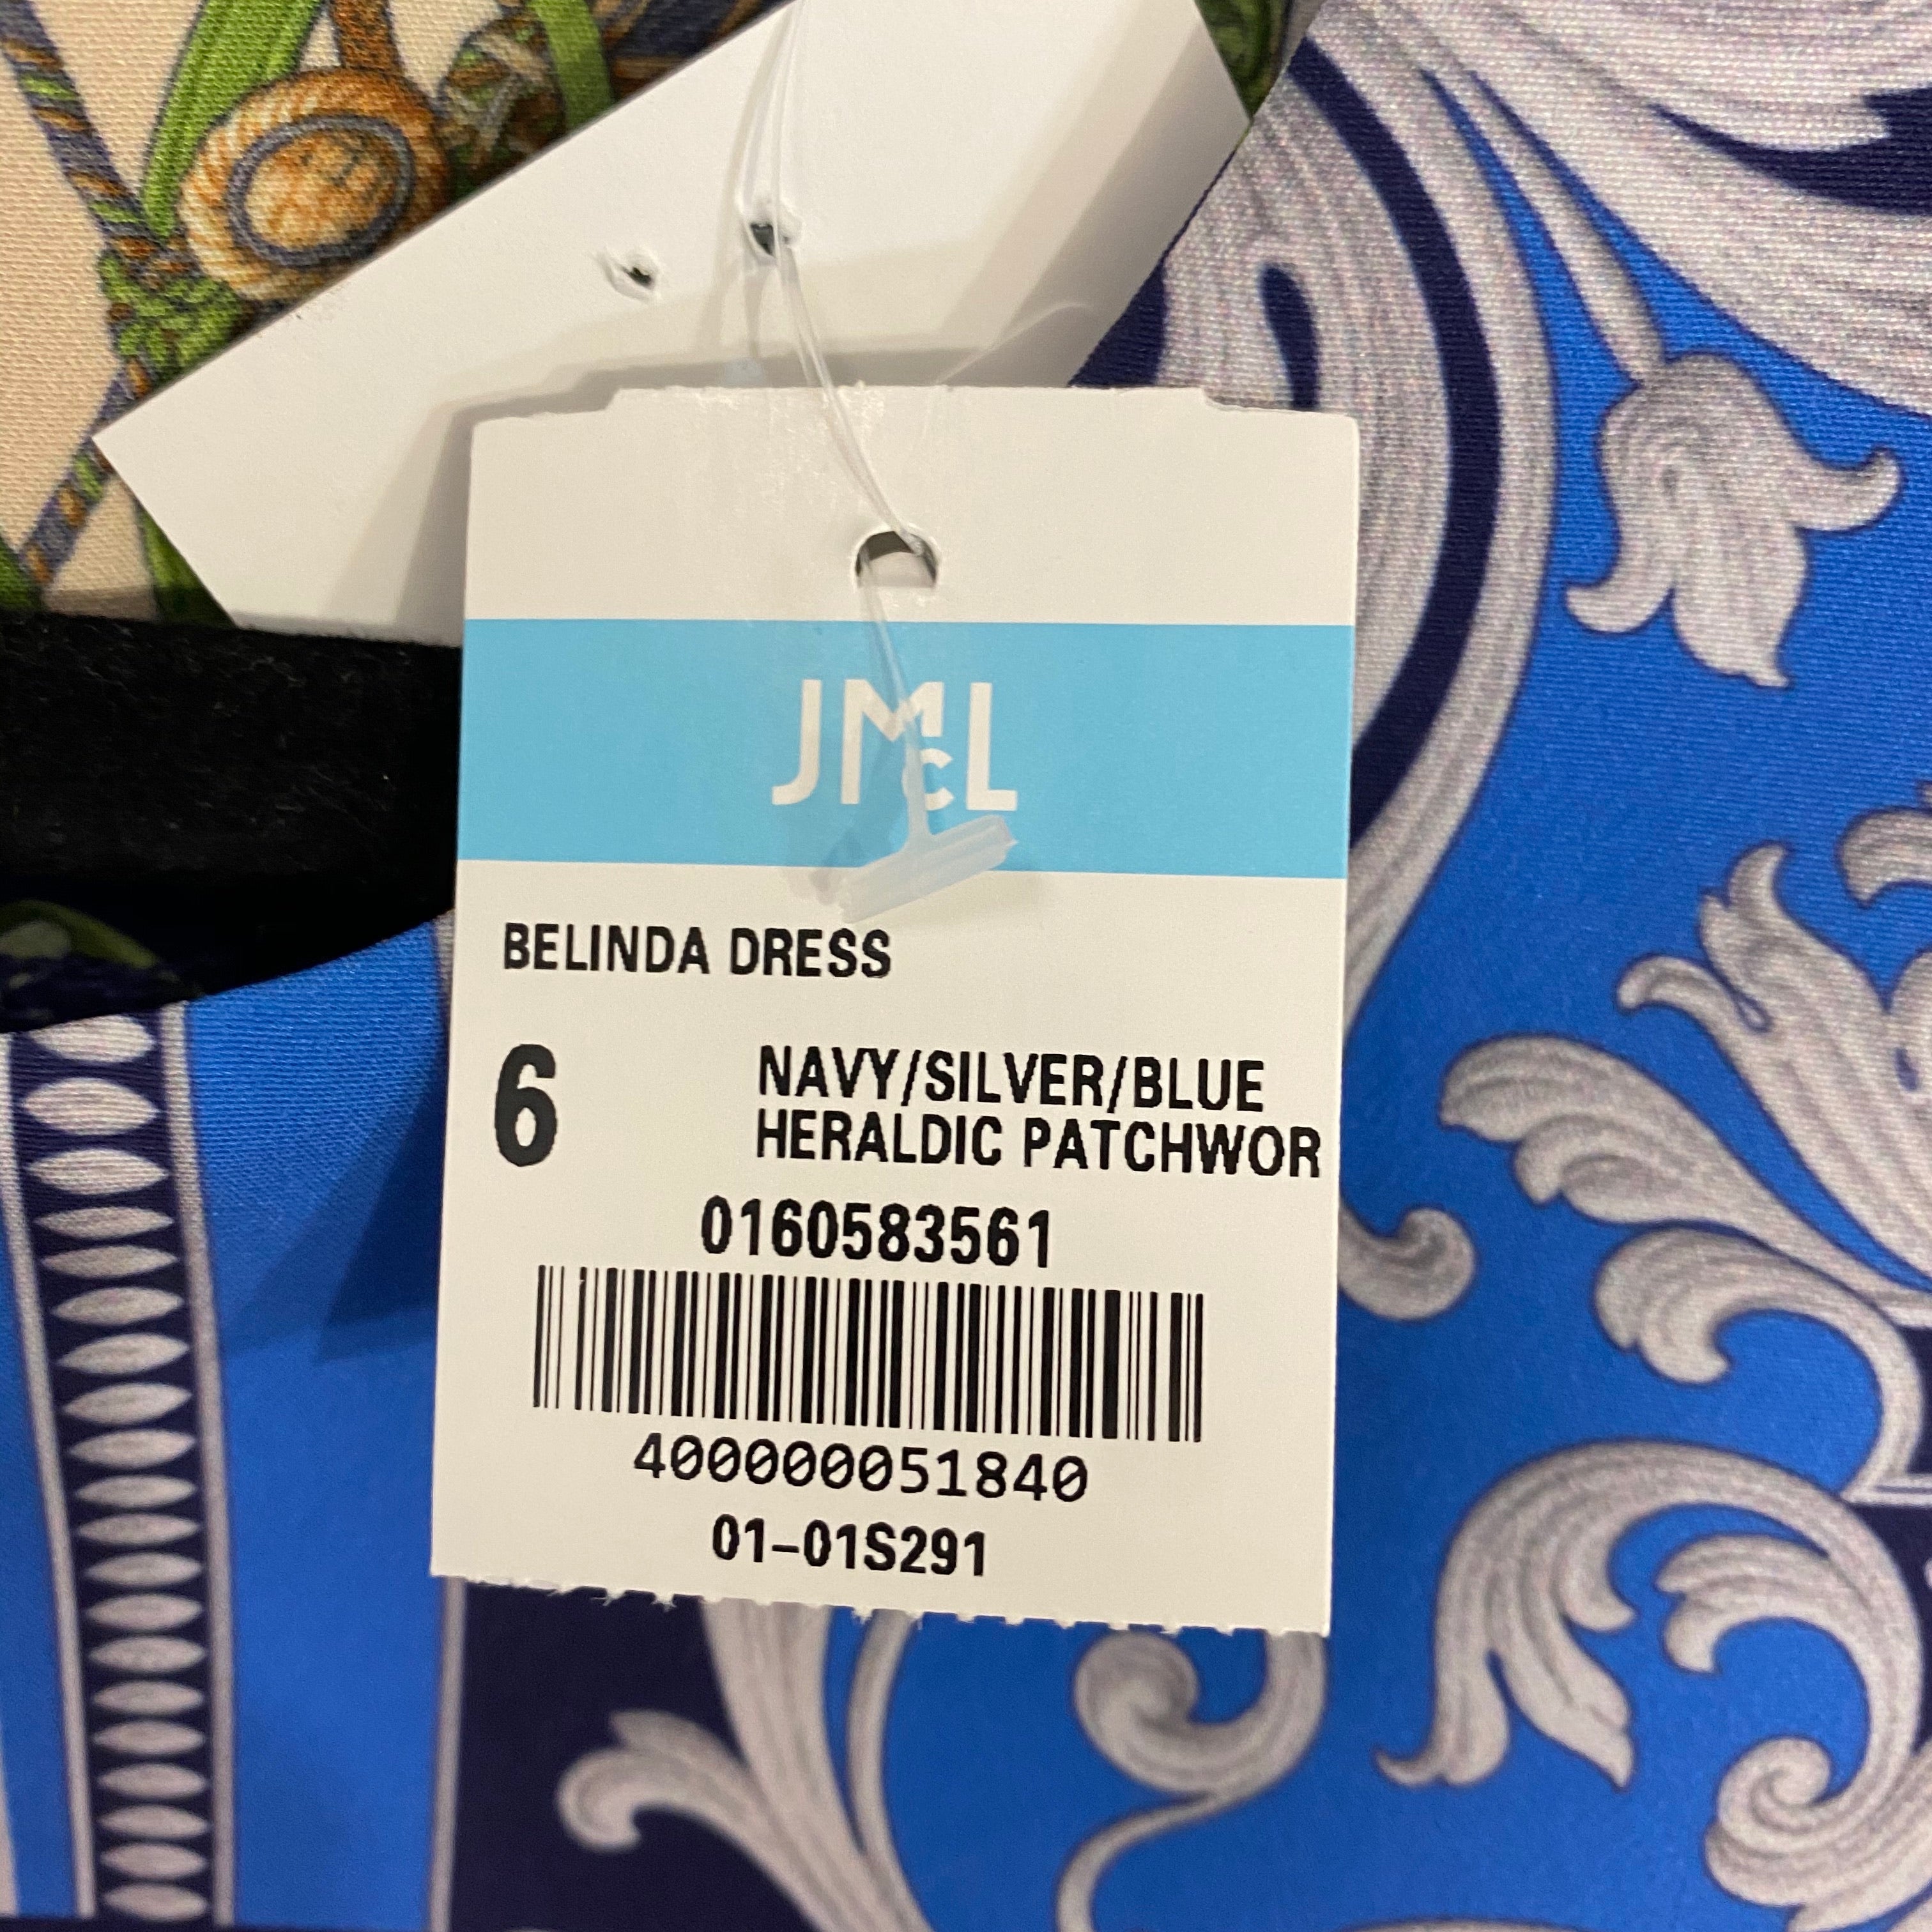 JMcL
BELINDA DRESS
6
NAVY/SILVER/BLUE
HERALDIC PATCHWOR
0160583561
400000051840
01-01S291